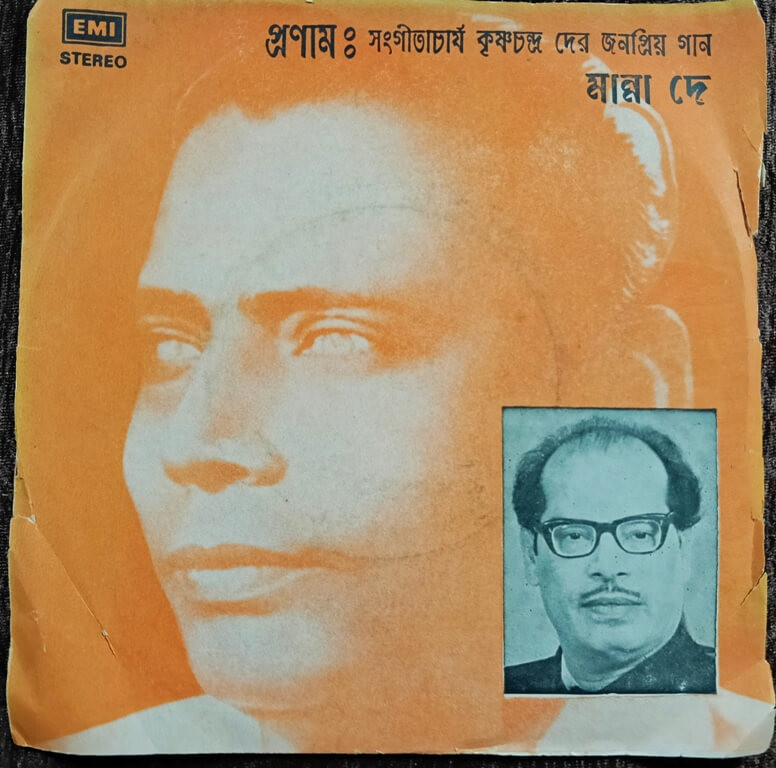 EMI
STEREO
প্রণাম : সংগীতাচার্য কৃষ্ণচন্দ্র দের জনপ্রিয় গান
মান্না দে